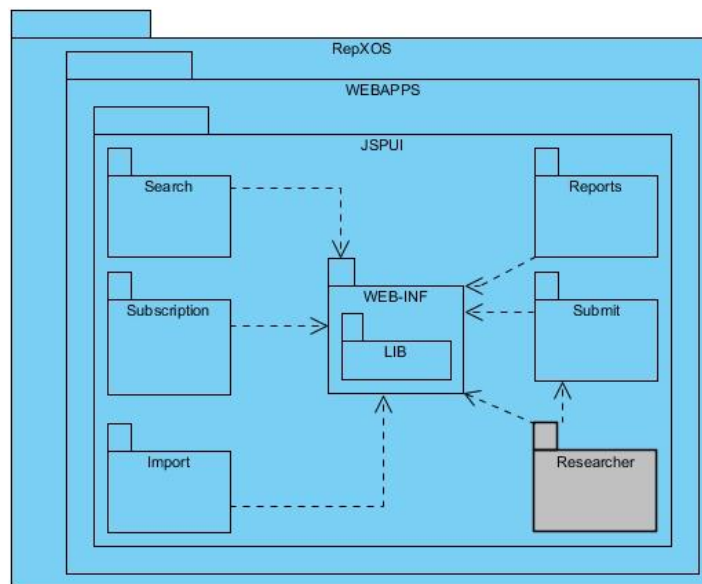 RepXOS
WEBAPPS
JSPUI
Search
Reports
WEB-INF
LIB
Subscription
Submit
Import
Researcher